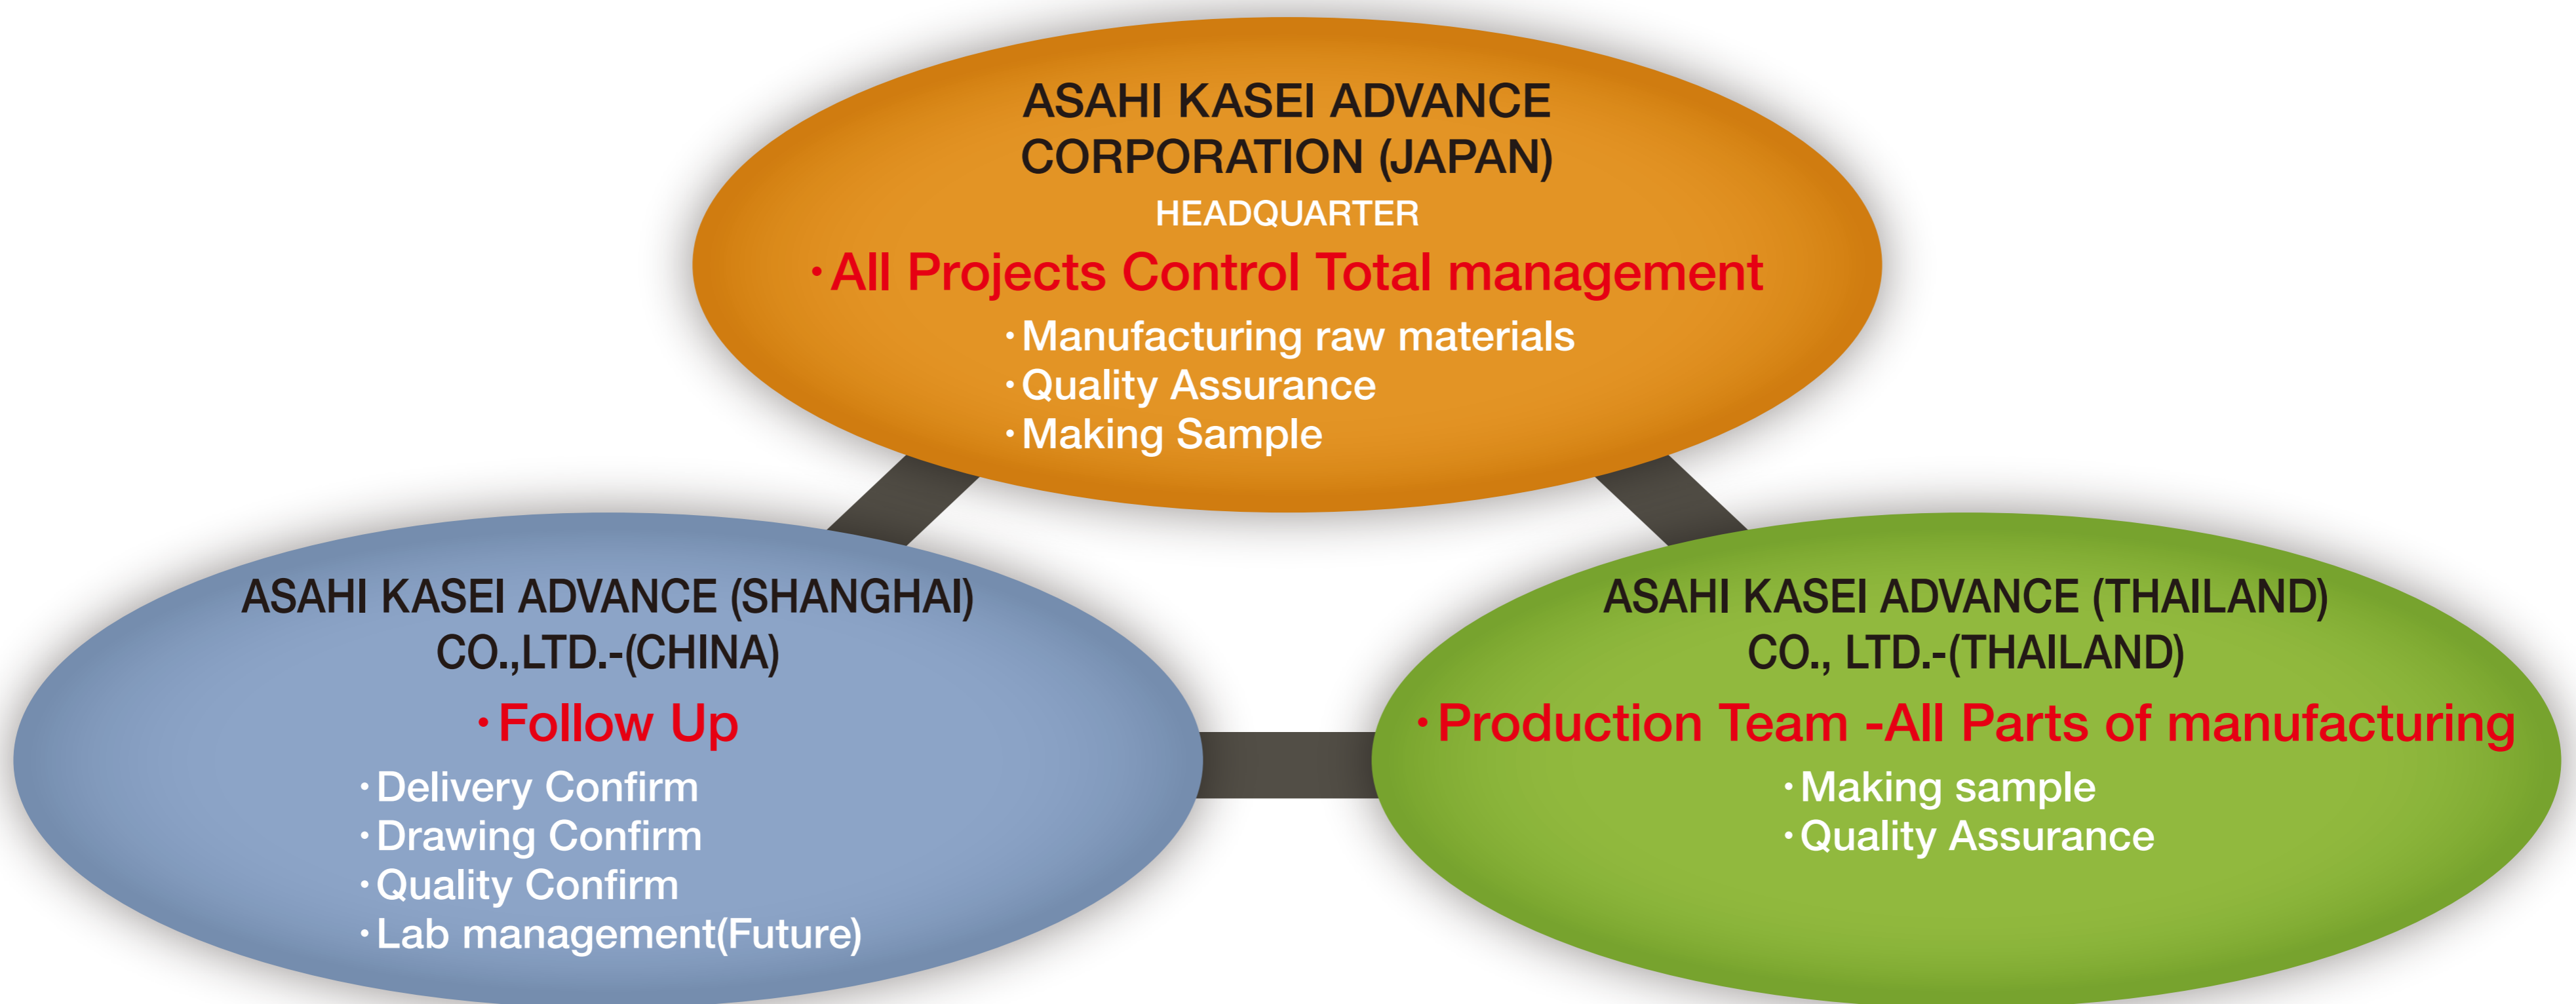 ASAHI KASEI ADVANCE
CORPORATION (JAPAN)
HEADQUARTER
·All Projects Control Total management
·Manufacturing raw materials
·Quality Assurance
·Making Sample
ASAHI KASEI ADVANCE (SHANGHAI)
CO.,LTD.-(CHINA)
·Follow Up
·Delivery Confirm
·Drawing Confirm
·Quality Confirm
·Lab management(Future)
ASAHI KASEI ADVANCE (THAILAND)
CO., LTD.-(THAILAND)
·Production Team -All Parts of manufacturing
·Making sample
·Quality Assurance